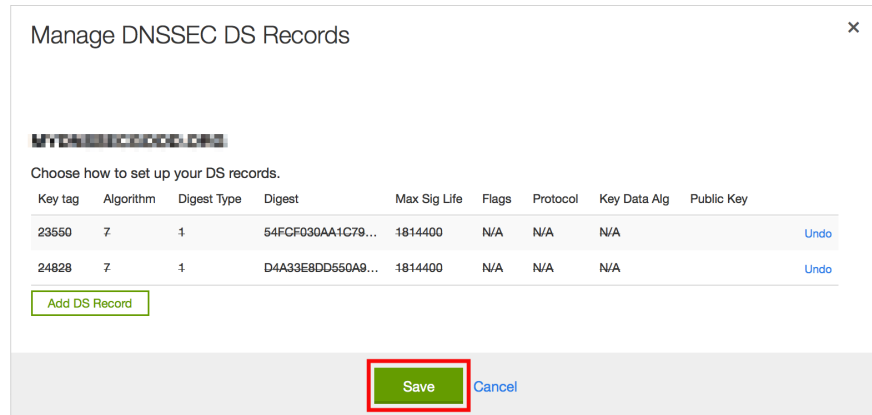 Manage DNSSEC DS Records
×
Choose how to set up your DS records.
Key tag Algorithm Digest Type Digest Max Sig Life Flags Protocol Key Data Alg Public Key
23550 7 1 54FCF030AA1C79... 1814400 N/A N/A N/A Undo
24828 7 1 D4A33E8DD550A9... 1814400 N/A N/A N/A Undo
Add DS Record
Save Cancel